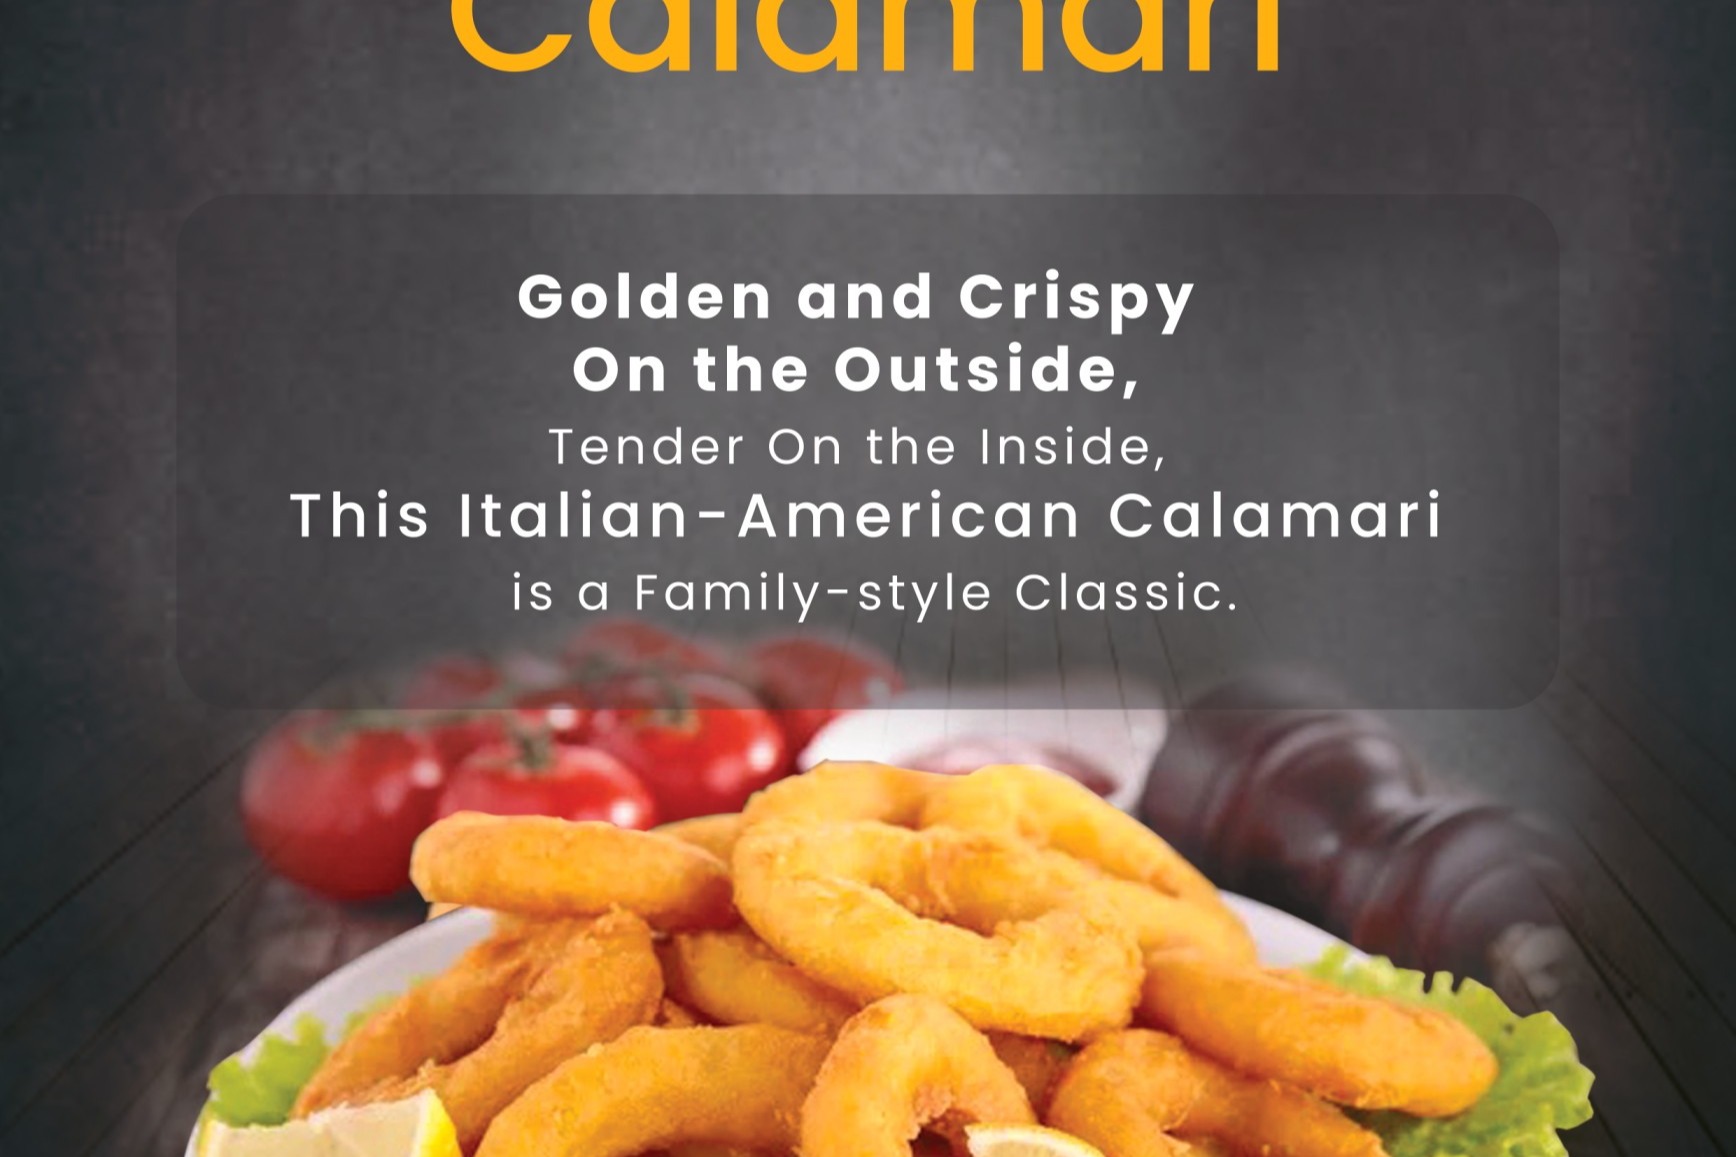 Calamari
Golden and Crispy
On the Outside,
Tender On the Inside,
This Italian-American Calamari
is a Family-style Classic.